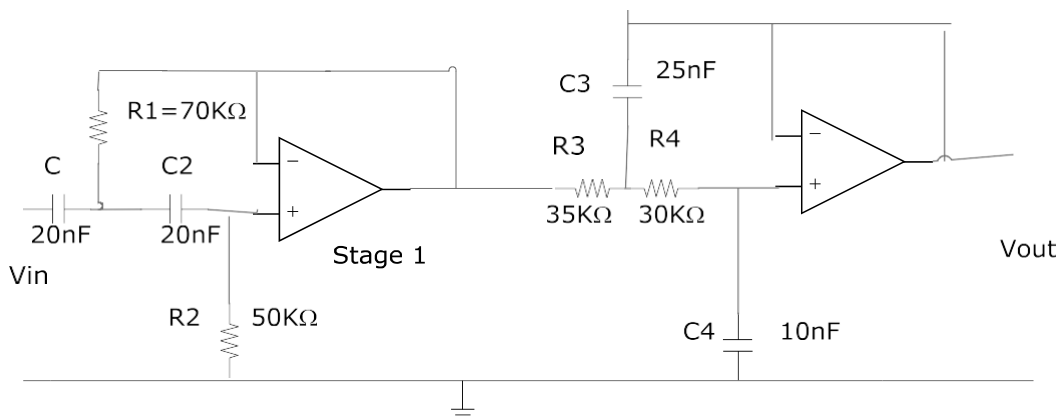 C3
25nF
R1=70KΩ
R3
R4
C
C2
−
+
−
+
20nF
20nF
35KΩ
30KΩ
Stage 1
Vin
Vout
R2
50KΩ
C4
10nF